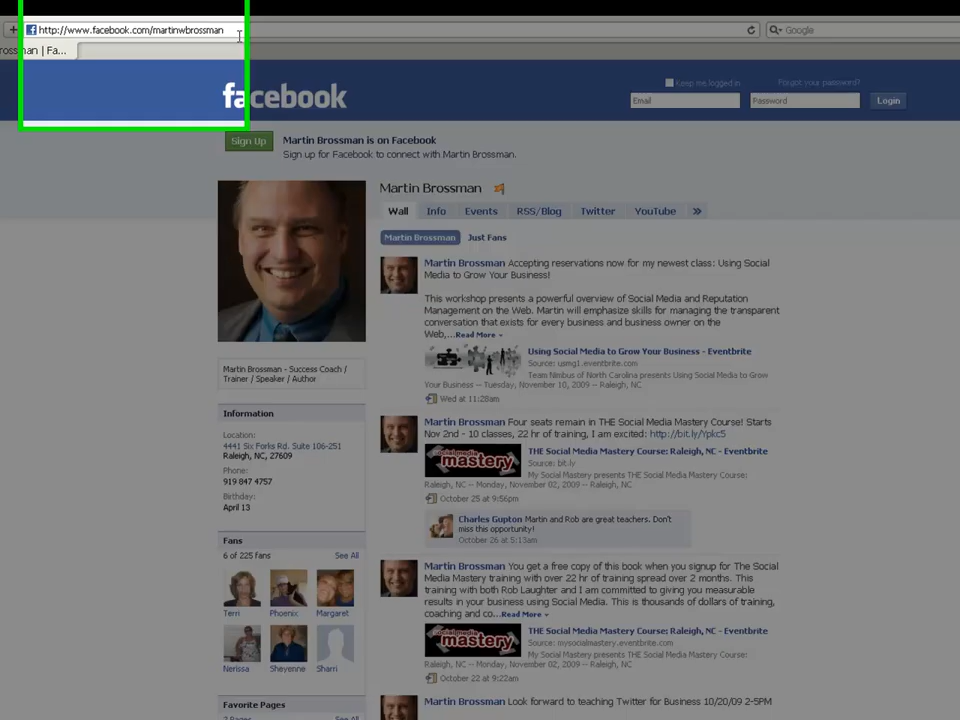 http://www.facebook.com/martinwbrossman
Google
rossman | Fa...
facebook
Keep me logged in
Forgot your password?
Email
Password
Login
Sign Up
Martin Brossman is on Facebook
Sign up for Facebook to connect with Martin Brossman.
Martin Brossman
Wall
Info
Events
RSS/Blog
Twitter
YouTube
»
Martin Brossman
Just Fans
Martin Brossman Accepting reservations now for my newest class: Using Social
Media to Grow Your Business!
This workshop presents a powerful overview of Social Media and Reputation
Management on the Web. Martin will emphasize skills for managing the transparent
conversation that exists for every business and business owner on the
Web,...Read More
Using Social Media to Grow Your Business - Eventbrite
Source: usmg1.eventbrite.com
Team Nimbus of North Carolina presents Using Social Media to Grow
Your Business -- Tuesday, November 10, 2009 -- Raleigh, NC
Wed at 11:28am
Martin Brossman Four seats remain in THE Social Media Mastery Course! Starts
Nov 2nd - 10 classes, 22 hr of training, I am excited: http://bit.ly/Ypkc5
social media
mastery
THE Social Media Mastery Course; Raleigh, NC - Eventbrite
Source: bit.ly
My Social Mastery presents THE Social Media Mastery Course;
Raleigh, NC -- Monday, November 02, 2009 -- Raleigh, NC
October 25 at 9:56pm
Charles Gupton Martin and Rob are great teachers. Don't
miss this opportunity!
October 26 at 5:13am
Martin Brossman You get a free copy of this book when you signup for The Social
Media Mastery training with over 22 hr of training spread over 2 months. This
training with both Rob Laughter and I am committed to giving you measurable
results in your business using Social Media. This is thousands of dollars of training,
coaching and co...Read More
social media
mastery
THE Social Media Mastery Course; Raleigh, NC - Eventbrite
Source: mysocialmastery.eventbrite.com
My Social Mastery presents THE Social Media Mastery Course;
Raleigh, NC -- Monday, November 02, 2009 -- Raleigh, NC
October 22 at 9:22am
Martin Brossman Look forward to teaching Twitter for Business 10/20/09 2-5PM
Martin Brossman - Success Coach /
Trainer / Speaker / Author
Information
Location:
4441 Six Forks Rd. Suite 106-251
Raleigh, NC, 27609
Phone:
919 847 4757
Birthday:
April 13
Fans
6 of 225 fans
See All
Terri
Phoenix
Margaret
Nerissa
Sheyenne
Sharri
Favorite Pages
2 Pages
See All